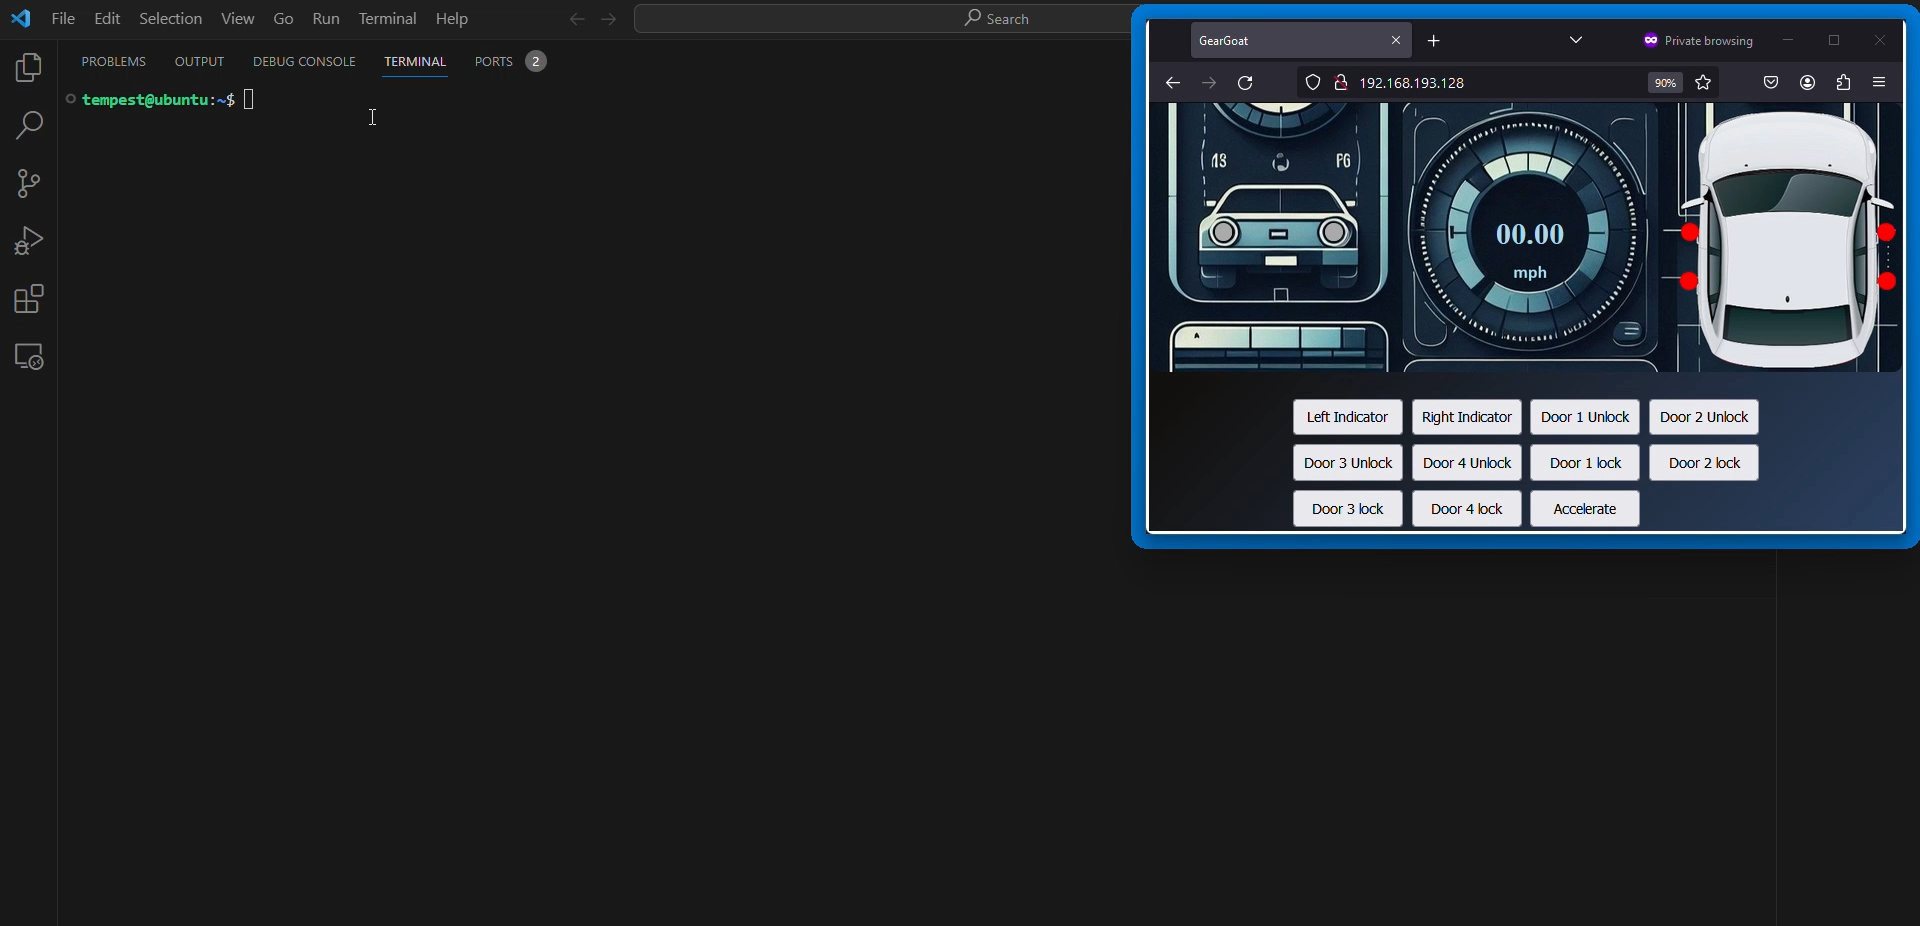 File Edit Selection View Go Run Terminal Help
Search
PROBLEMS OUTPUT DEBUG CONSOLE TERMINAL PORTS 2
tempest@ubuntu:~$
GearGoat
Private browsing
192.168.193.128
90%
MS PG
00.00
mph
Left Indicator Right Indicator Door 1 Unlock Door 2 Unlock
Door 3 Unlock Door 4 Unlock Door 1 lock Door 2 lock
Door 3 lock Door 4 lock Accelerate